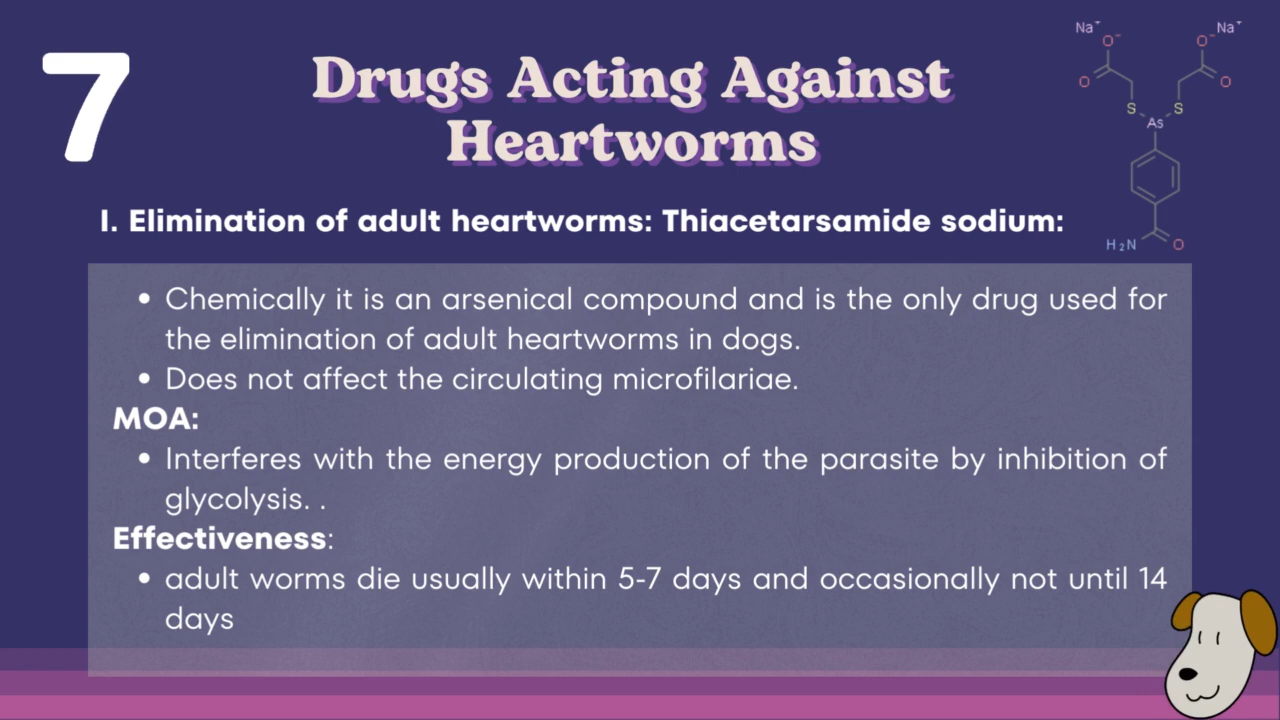 7
Drugs Acting Against
Heartworms
Na⁺
Na⁺
O⁻
O⁻
O
O
S
S
As
H₂N
O
I. Elimination of adult heartworms: Thiacetarsamide sodium:
• Chemically it is an arsenical compound and is the only drug used for
the elimination of adult heartworms in dogs.
• Does not affect the circulating microfilariae.
MOA:
• Interferes with the energy production of the parasite by inhibition of
glycolysis. .
Effectiveness:
• adult worms die usually within 5-7 days and occasionally not until 14
days